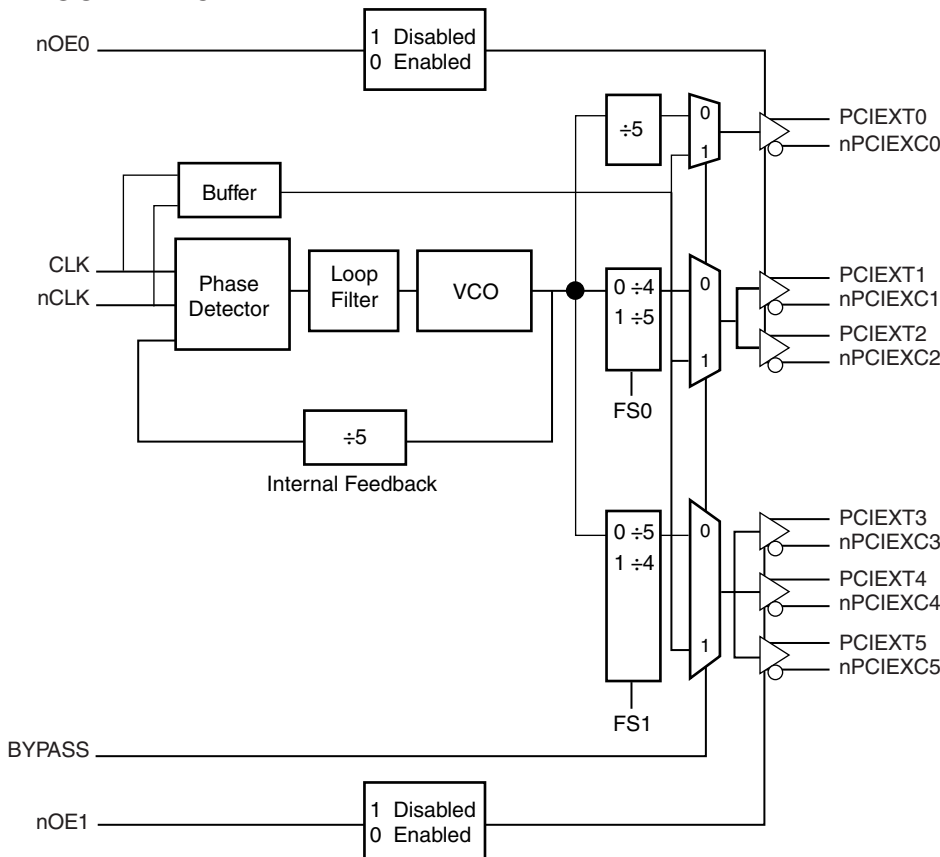 nOE0
1 Disabled
0 Enabled
÷5
0
1
PCIEXT0
nPCIEXC0
Buffer
CLK
nCLK
Phase
Detector
Loop
Filter
VCO
0 ÷4
1 ÷5
FS0
0
1
PCIEXT1
nPCIEXC1
PCIEXT2
nPCIEXC2
÷5
Internal Feedback
0 ÷5
1 ÷4
FS1
0
1
PCIEXT3
nPCIEXC3
PCIEXT4
nPCIEXC4
PCIEXT5
nPCIEXC5
BYPASS
nOE1
1 Disabled
0 Enabled